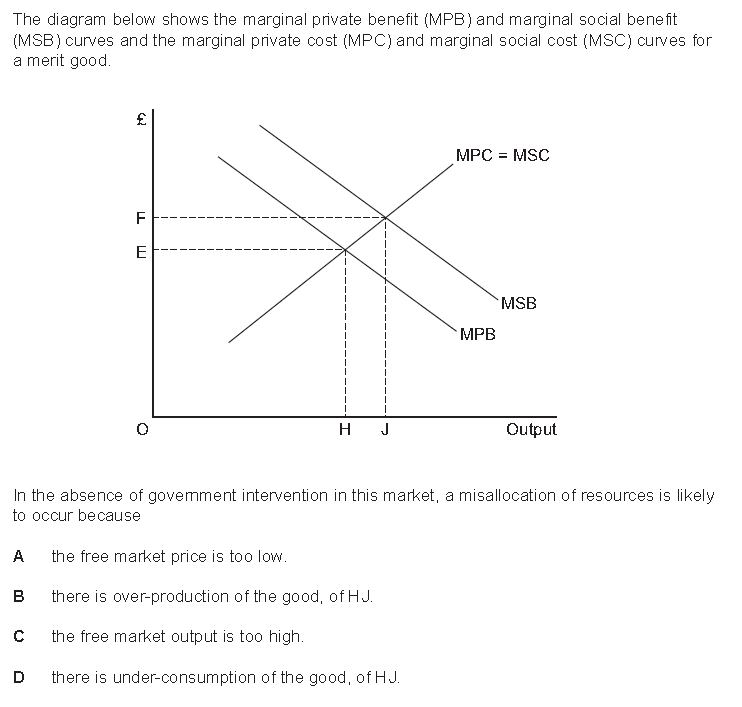 The diagram below shows the marginal private benefit (MPB) and marginal social benefit
(MSB) curves and the marginal private cost (MPC) and marginal social cost (MSC) curves for
a merit good.
£
MPC = MSC
F
E
MSB
MPB
O
H
J
Output
In the absence of government intervention in this market, a misallocation of resources is likely
to occur because
A the free market price is too low.
B there is over-production of the good, of HJ.
C the free market output is too high.
D there is under-consumption of the good, of HJ.